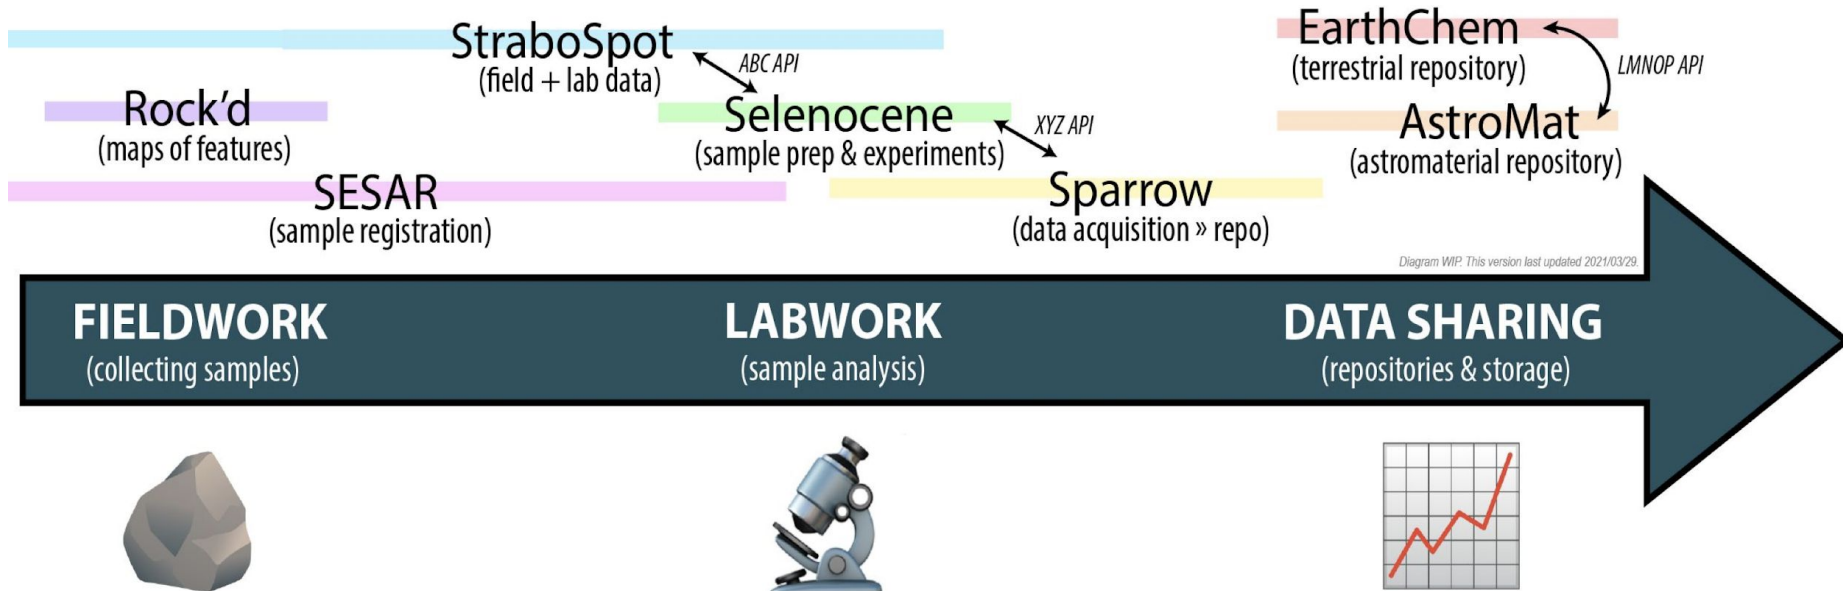 StraboSpot
(field + lab data)
ABC API
EarthChem
(terrestrial repository)
LMNOP API
Rock'd
(maps of features)
Selenocene
(sample prep & experiments)
XYZ API
AstroMat
(astromaterial repository)
SESAR
(sample registration)
Sparrow
(data acquisition » repo)
Diagram WIP. This version last updated 2021/03/29.
FIELDWORK
(collecting samples)
LABWORK
(sample analysis)
DATA SHARING
(repositories & storage)